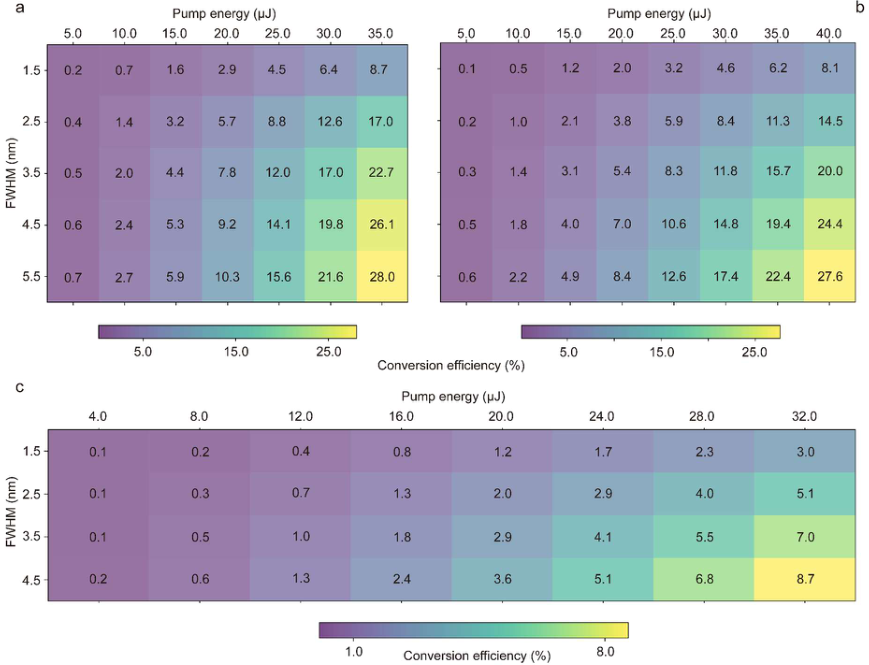 a
Pump energy (μJ)
5.0 10.0 15.0 20.0 25.0 30.0 35.0
FWHM (nm)
1.5 0.2 0.7 1.6 2.9 4.5 6.4 8.7
2.5 0.4 1.4 3.2 5.7 8.8 12.6 17.0
3.5 0.5 2.0 4.4 7.8 12.0 17.0 22.7
4.5 0.6 2.4 5.3 9.2 14.1 19.8 26.1
5.5 0.7 2.7 5.9 10.3 15.6 21.6 28.0
5.0 15.0 25.0
b
Pump energy (μJ)
5.0 10.0 15.0 20.0 25.0 30.0 35.0 40.0
0.1 0.5 1.2 2.0 3.2 4.6 6.2 8.1
0.2 1.0 2.1 3.8 5.9 8.4 11.3 14.5
0.3 1.4 3.1 5.4 8.3 11.8 15.7 20.0
0.5 1.8 4.0 7.0 10.6 14.8 19.4 24.4
0.6 2.2 4.9 8.4 12.6 17.4 22.4 27.6
5.0 15.0 25.0
Conversion efficiency (%)
c
Pump energy (μJ)
4.0 8.0 12.0 16.0 20.0 24.0 28.0 32.0
FWHM (nm)
1.5 0.1 0.2 0.4 0.8 1.2 1.7 2.3 3.0
2.5 0.1 0.3 0.7 1.3 2.0 2.9 4.0 5.1
3.5 0.1 0.5 1.0 1.8 2.9 4.1 5.5 7.0
4.5 0.2 0.6 1.3 2.4 3.6 5.1 6.8 8.7
1.0 8.0
Conversion efficiency (%)